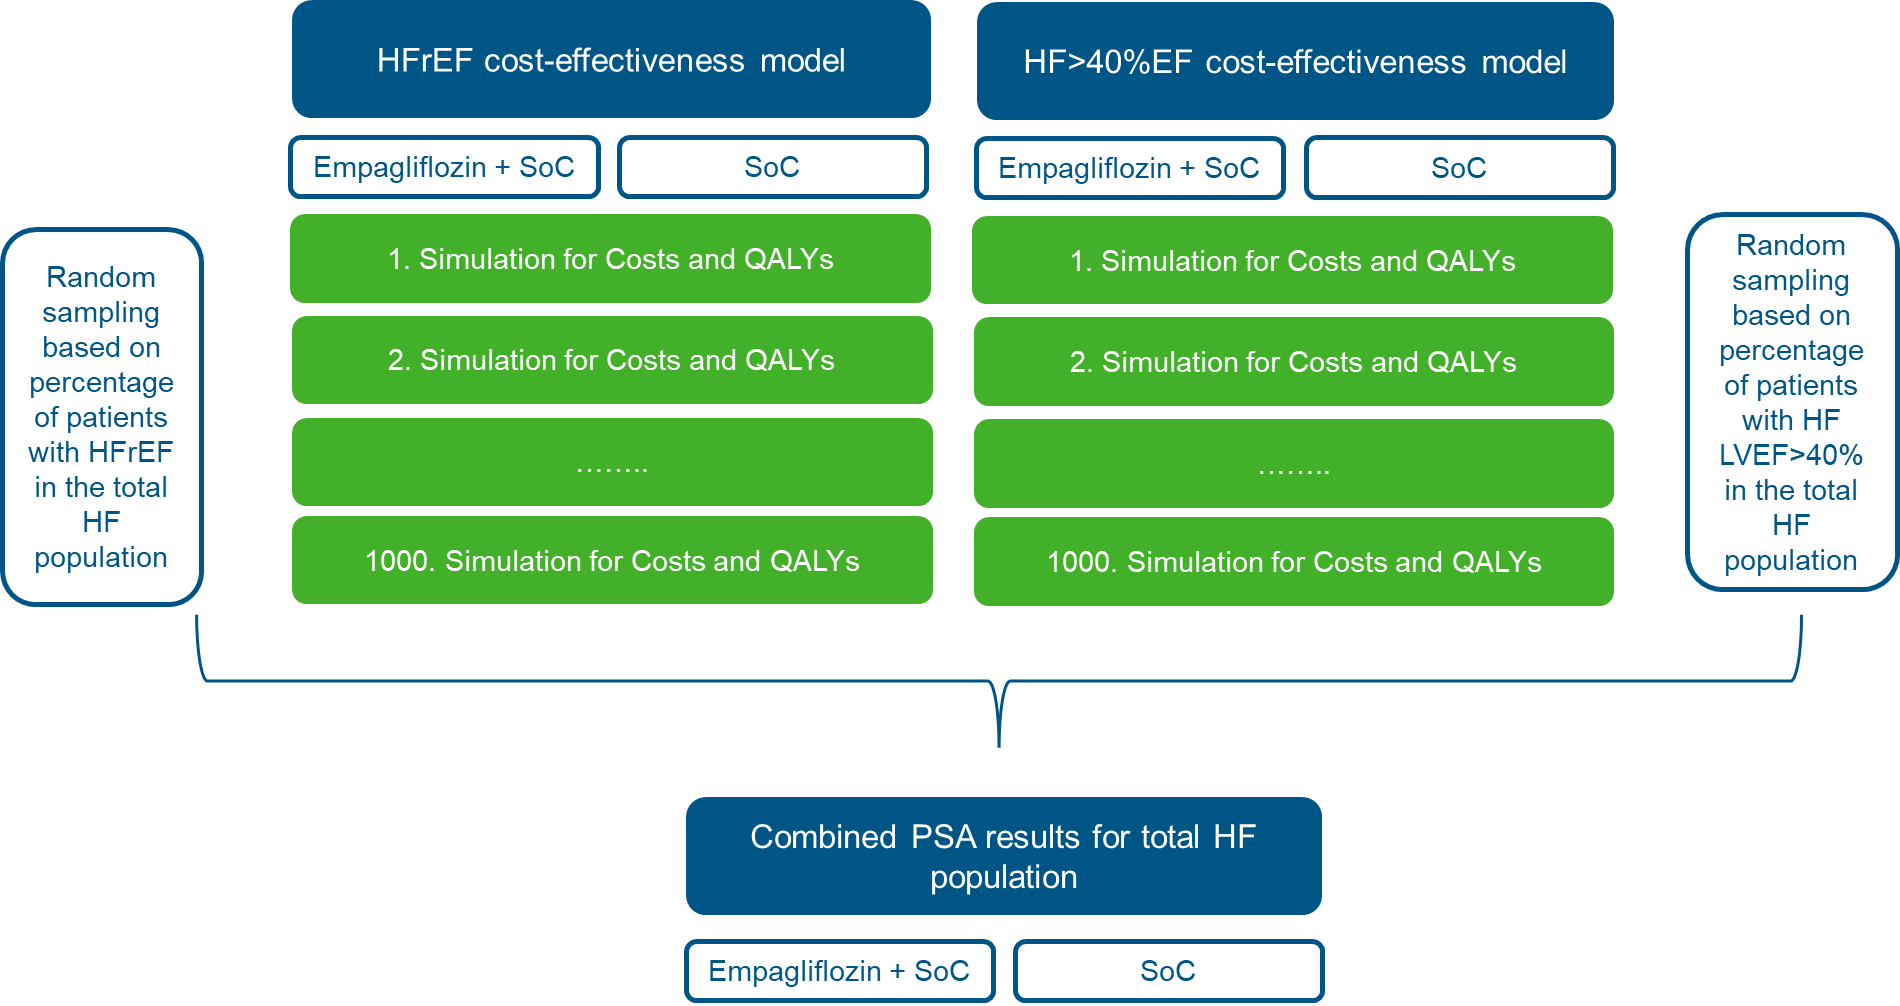 HFrEF cost-effectiveness model
HF>40%EF cost-effectiveness model
Empagliflozin + SoC
SoC
Empagliflozin + SoC
SoC
Random
sampling
based on
percentage
of patients
with HFrEF
in the total
HF
population
1. Simulation for Costs and QALYs
2. Simulation for Costs and QALYs
........
1000. Simulation for Costs and QALYs
1. Simulation for Costs and QALYs
2. Simulation for Costs and QALYs
........
1000. Simulation for Costs and QALYs
Random
sampling
based on
percentage
of patients
with HF
LVEF>40%
in the total
HF
population
Combined PSA results for total HF
population
Empagliflozin + SoC
SoC